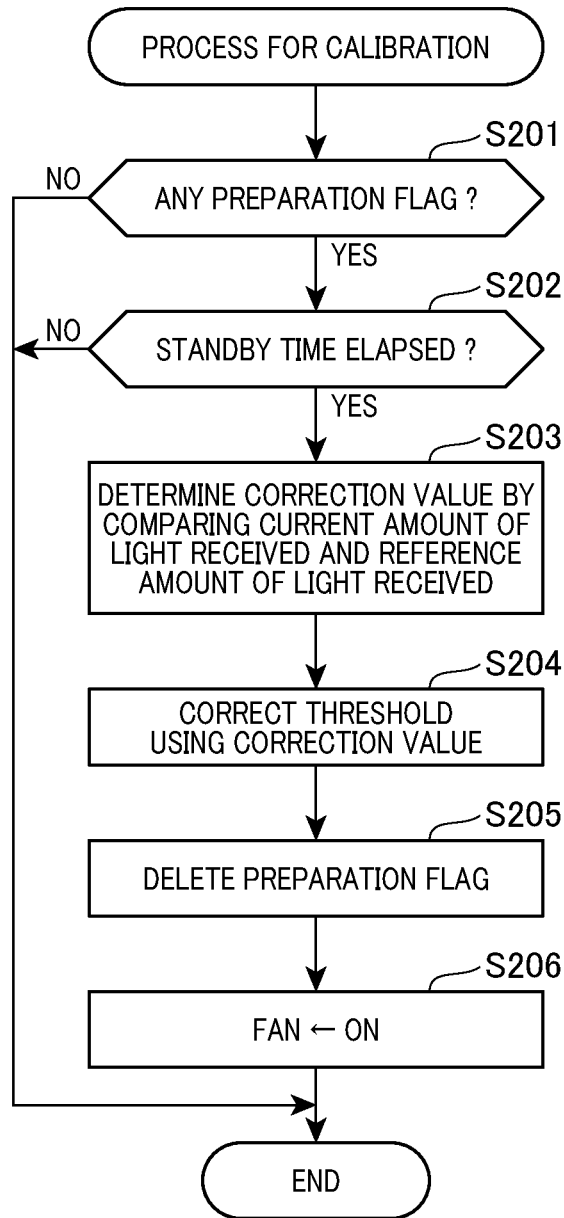 PROCESS FOR CALIBRATION
S201
NO
ANY PREPARATION FLAG ?
YES
S202
NO
STANDBY TIME ELAPSED ?
YES
S203
DETERMINE CORRECTION VALUE BY
COMPARING CURRENT AMOUNT OF
LIGHT RECEIVED AND REFERENCE
AMOUNT OF LIGHT RECEIVED
S204
CORRECT THRESHOLD
USING CORRECTION VALUE
S205
DELETE PREPARATION FLAG
S206
FAN ← ON
END